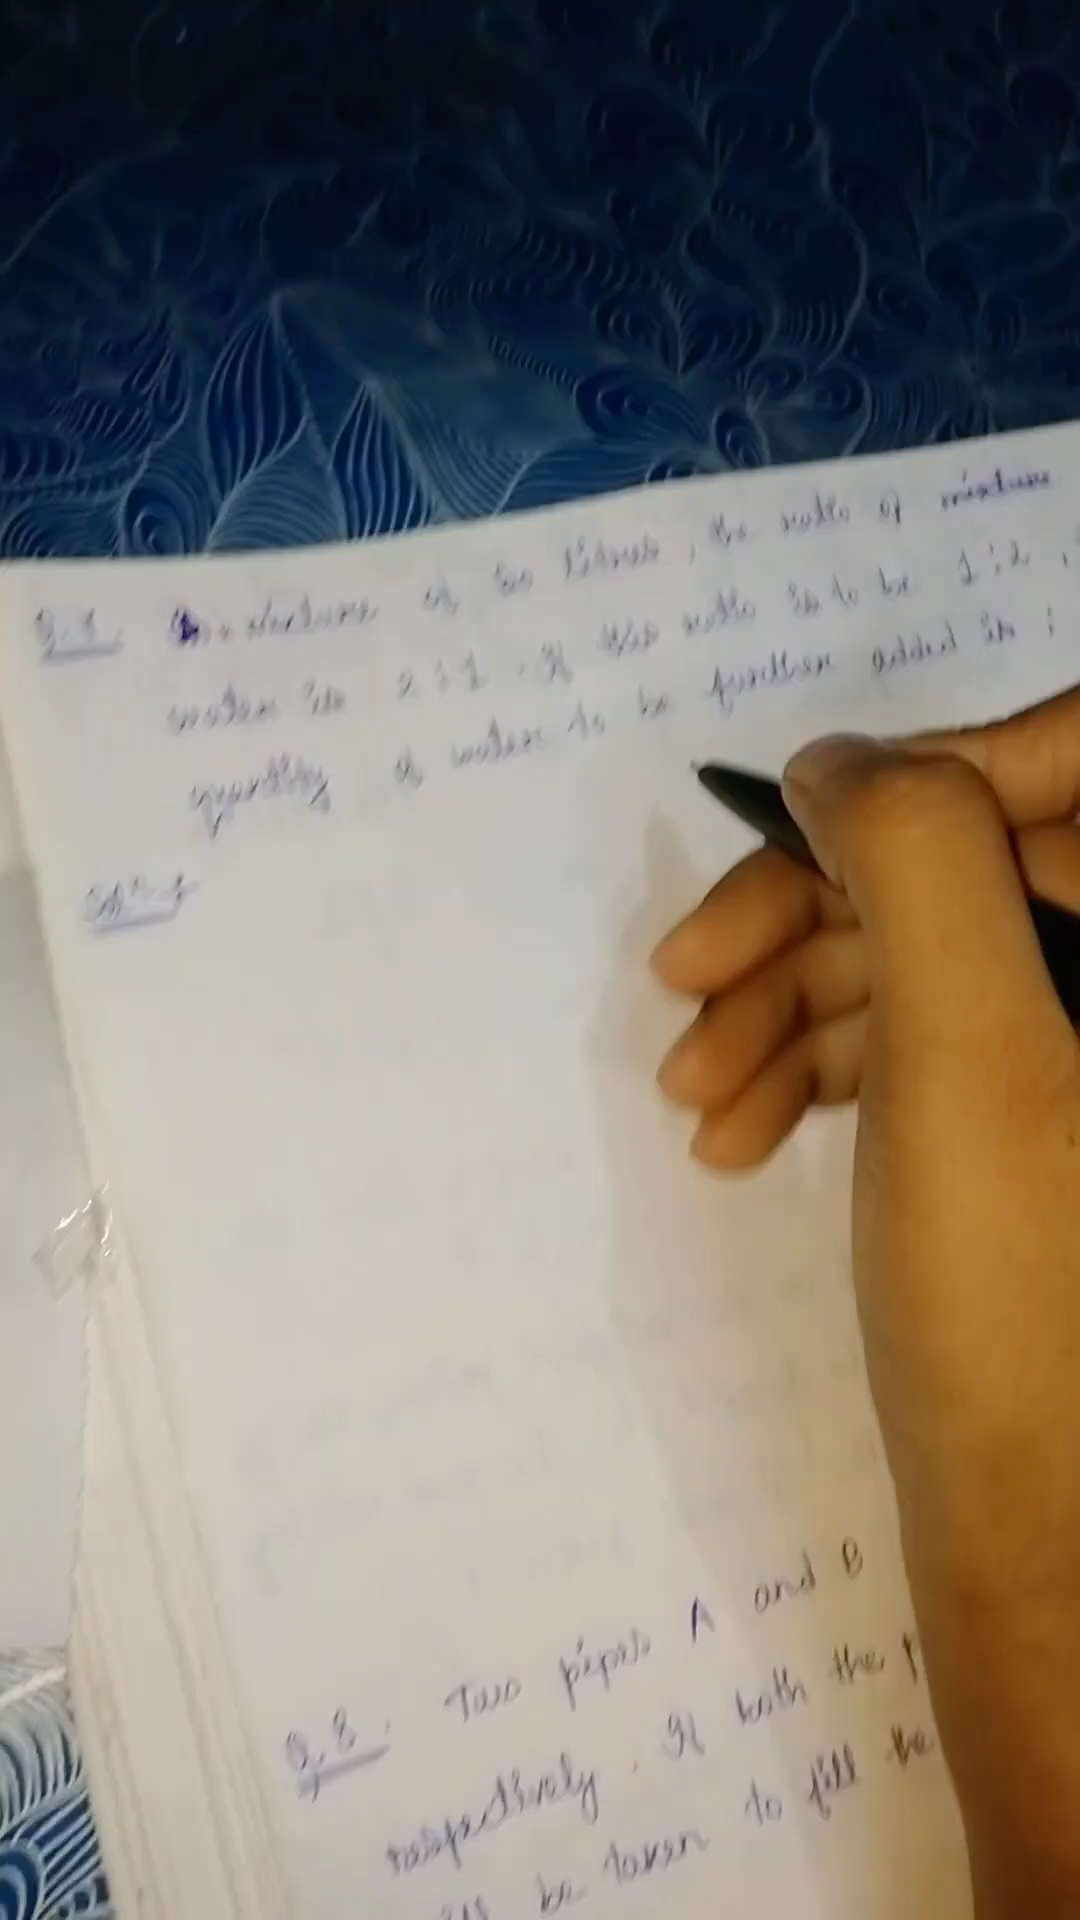 mixture of 60 litres, the ratio of mixture
water is 2:1. If this ratio is to be 1:2,
quantity of water to be further added is:
Solⁿ
Q.8. Two pipes A and B
respectively. If both the p
be taken to fill the